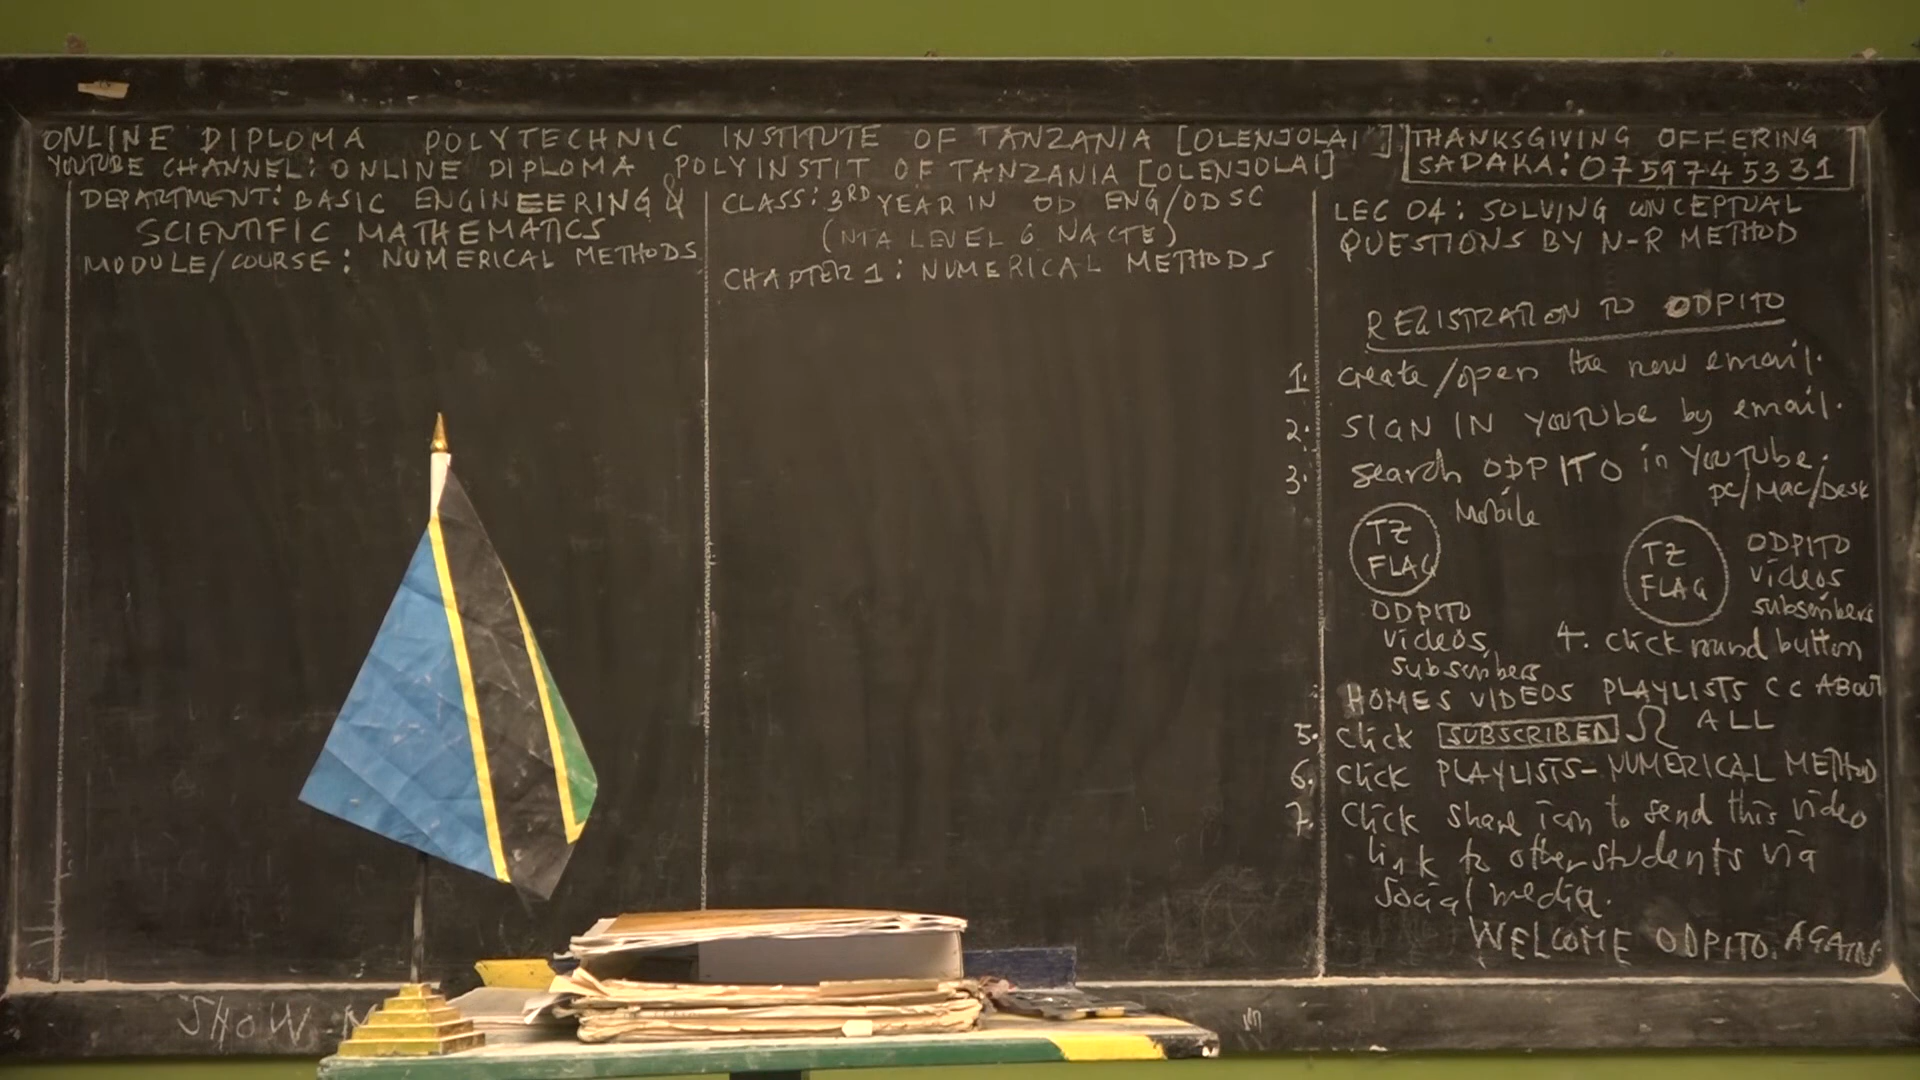 ONLINE DIPLOMA POLYTECHNIC INSTITUTE OF TANZANIA [OLENJOLAI"]
YOUTUBE CHANNEL: ONLINE DIPLOMA POLYINSTIT OF TANZANIA [OLENJOLAI]
THANKSGIVING OFFERING
SADAKA: 0759745331
DEPARTMENT: BASIC ENGINEERING &
SCIENTIFIC MATHEMATICS
MODULE/COURSE: NUMERICAL METHODS
CLASS: 3RD YEAR IN OD ENG/ODSC
(NTA LEVEL 6 NACTE)
CHAPTER 1: NUMERICAL METHODS
LEC 04: SOLVING CONCEPTUAL
QUESTIONS BY N-R METHOD
REGISTRATION TO ODPITO
1. create/open the new email.
2. SIGN IN YOUTUbe by email.
3. search ODPITO in YouTube.
Mobile
PC/Mac/Desk
TZ
FLAG
ODPITO
videos,
subscribers
TZ
FLAG
ODPITO
videos
subscribers
4. click round button
HOMES VIDEOS PLAYLISTS CC ABOUT
5. click SUBSCRIBED ALL
6. click PLAYLISTS-NUMERICAL METHOD
7. Click share icon to send this video
link to other students via
social media.
WELCOME ODPITO. AGAIN.
SHOW